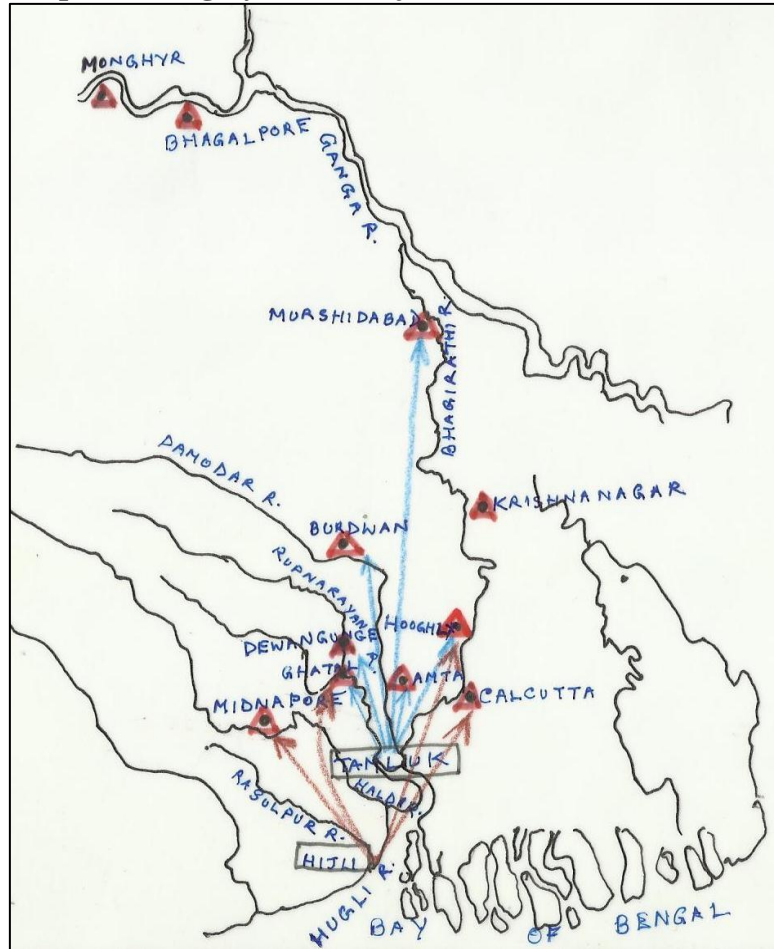 MONGHYR
BHAGALPORE
GANGA R.
MURSHIDABAD
BHAGIRATHI R.
DAMODAR R.
KRISHNANAGAR
BURDWAN
RUPNARAYAN R.
HOOGHLY
DEWANGUNGE
GHATAL
AMTA
MIDNAPORE
CALCUTTA
TAMLUK
HALDI R.
RASULPUR R.
HIJLI
HUGLI R.
BAY OF BENGAL